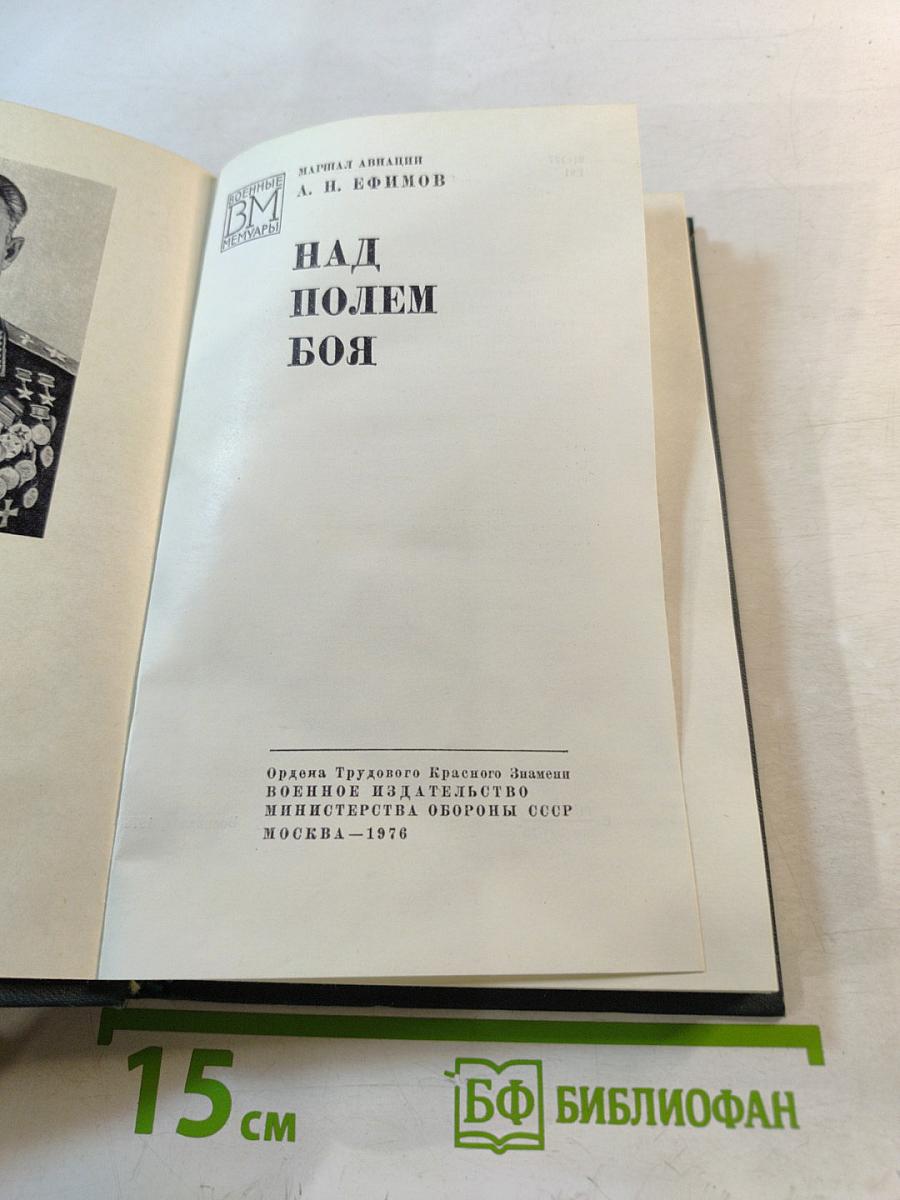 МАРШАЛ АВИАЦИИ
А. Н. ЕФИМОВ
ВОЕННЫЕ
ВМ
МЕМУАРЫ
НАД
ПОЛЕМ
БОЯ
Ордена Трудового Красного Знамени
ВОЕННОЕ ИЗДАТЕЛЬСТВО
МИНИСТЕРСТВА ОБОРОНЫ СССР
МОСКВА — 1976
15 см
БФ БИБЛИОФАН